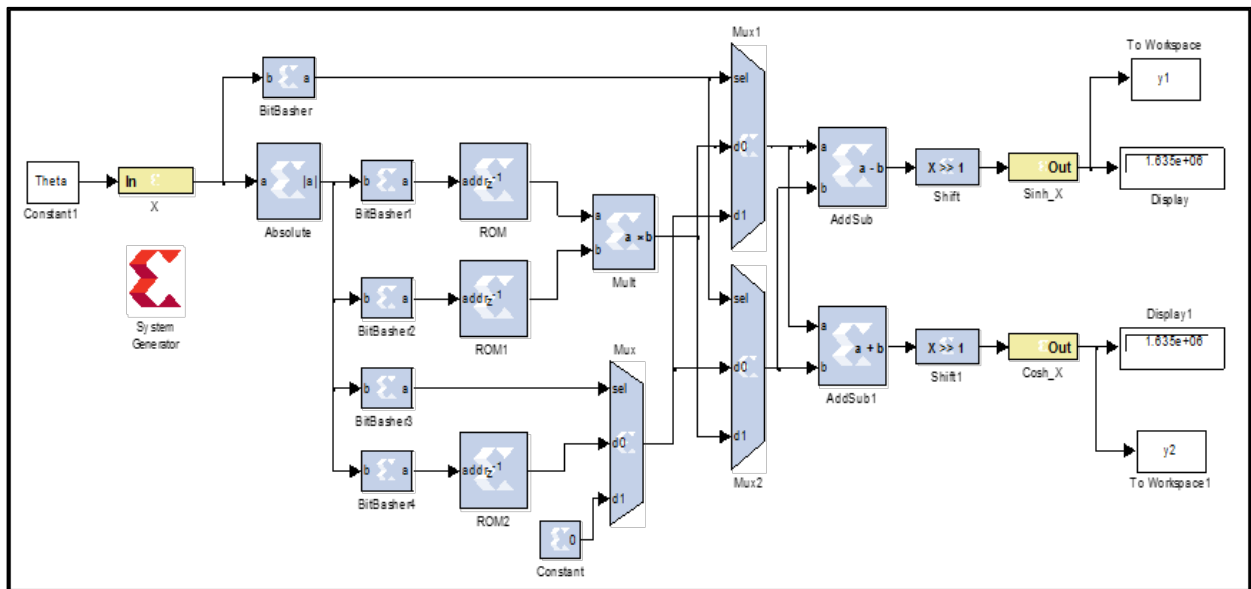 Mux1
To Workspace
b a
sel
y1
BitBasher
Theta
In
a |a|
b a
addr z⁻¹
d0
a
b
a - b
X >> 1
Out
1.635e+06
Constant1
X
Absolute
BitBasher1
ROM
a
b
a × b
d1
AddSub
Shift
Sinh_X
Display
System
Generator
b a
addr z⁻¹
Mult
sel
BitBasher2
ROM1
Mux
a
b
a + b
X >> 1
Out
Display1
1.635e+06
b a
sel
d0
AddSub1
Shift1
Cosh_X
BitBasher3
b a
addr z⁻¹
d0
d1
y2
BitBasher4
ROM2
d1
Mux2
To Workspace1
0
Constant